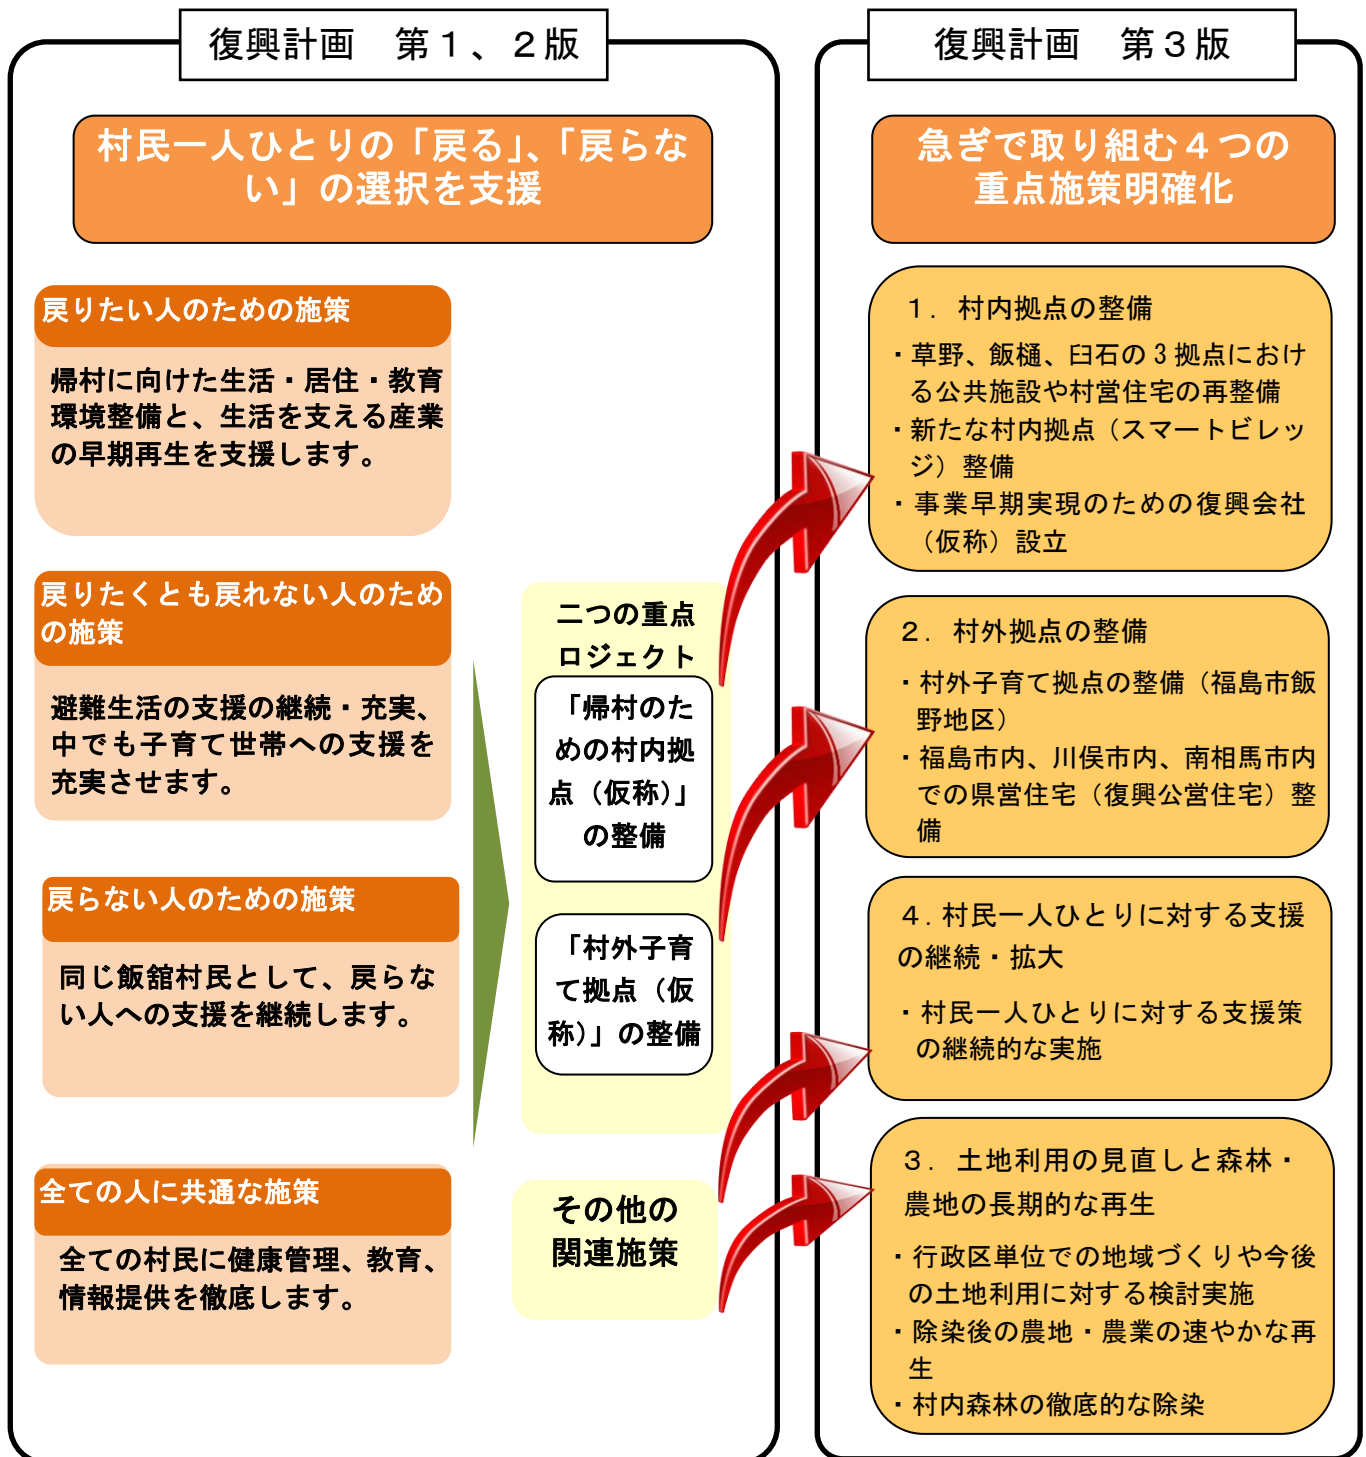 復興計画　第１、２版
村民一人ひとりの「戻る」、「戻らな
い」の選択を支援
戻りたい人のための施策
帰村に向けた生活・居住・教育
環境整備と、生活を支える産業
の早期再生を支援します。
戻りたくとも戻れない人のため
の施策
避難生活の支援の継続・充実、
中でも子育て世帯への支援を
充実させます。
戻らない人のための施策
同じ飯舘村民として、戻らな
い人への支援を継続します。
全ての人に共通な施策
全ての村民に健康管理、教育、
情報提供を徹底します。
二つの重点
ロジェクト
「帰村のた
めの村内拠
点（仮称）」
の整備
「村外子育
て拠点（仮
称）」の整備
その他の
関連施策
復興計画　第３版
急ぎで取り組む４つの
重点施策明確化
１．村内拠点の整備
・草野、飯樋、臼石の３拠点におけ
る公共施設や村営住宅の再整備
・新たな村内拠点（スマートビレッ
ジ）整備
・事業早期実現のための復興会社
（仮称）設立
２．村外拠点の整備
・村外子育て拠点の整備（福島市飯
野地区）
・福島市内、川俣市内、南相馬市内
での県営住宅（復興公営住宅）整
備
４．村民一人ひとりに対する支援
の継続・拡大
・村民一人ひとりに対する支援策
の継続的な実施
３．土地利用の見直しと森林・
農地の長期的な再生
・行政区単位での地域づくりや今後
の土地利用に対する検討実施
・除染後の農地・農業の速やかな再
生
・村内森林の徹底的な除染